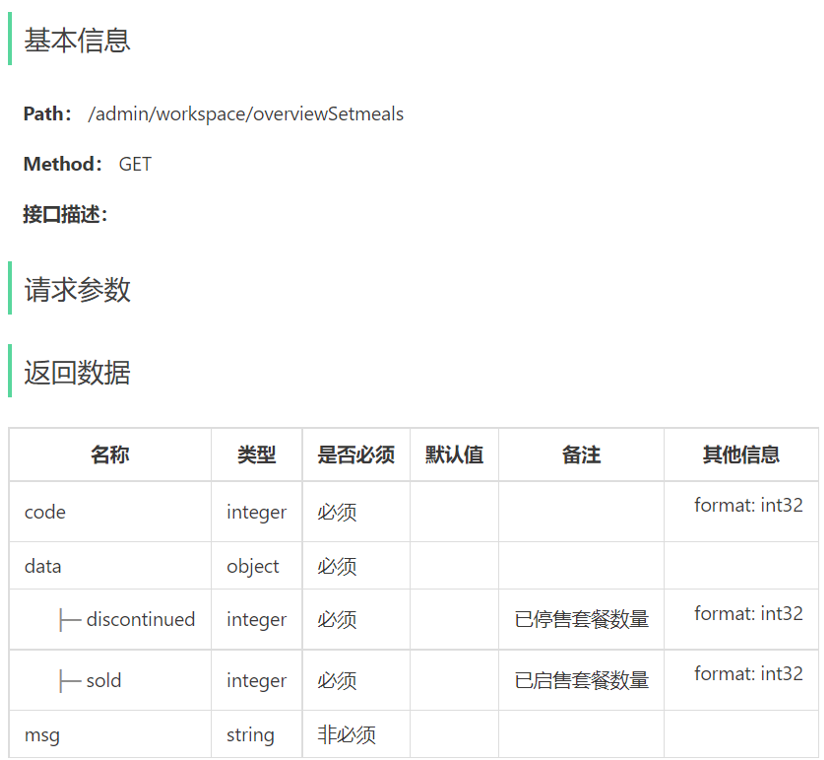 基本信息
Path: /admin/workspace/overviewSetmeals
Method: GET
接口描述:
请求参数
返回数据
名称 类型 是否必须 默认值 备注 其他信息
code integer 必须 format: int32
data object 必须
├─ discontinued integer 必须 已停售套餐数量 format: int32
├─ sold integer 必须 已启售套餐数量 format: int32
msg string 非必须